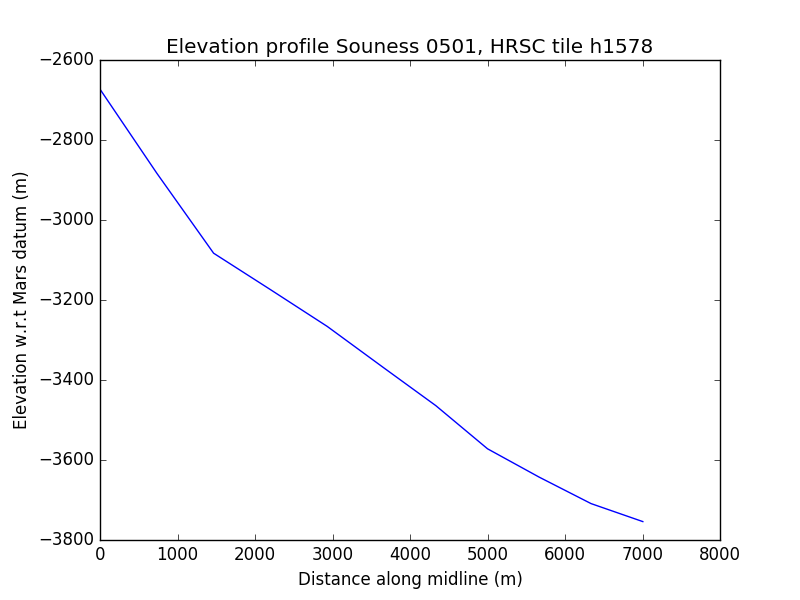 Elevation profile Souness 0501, HRSC tile h1578
−2600
−2800
−3000
−3200
−3400
−3600
−3800
Elevation w.r.t Mars datum (m)
0 1000 2000 3000 4000 5000 6000 7000 8000
Distance along midline (m)